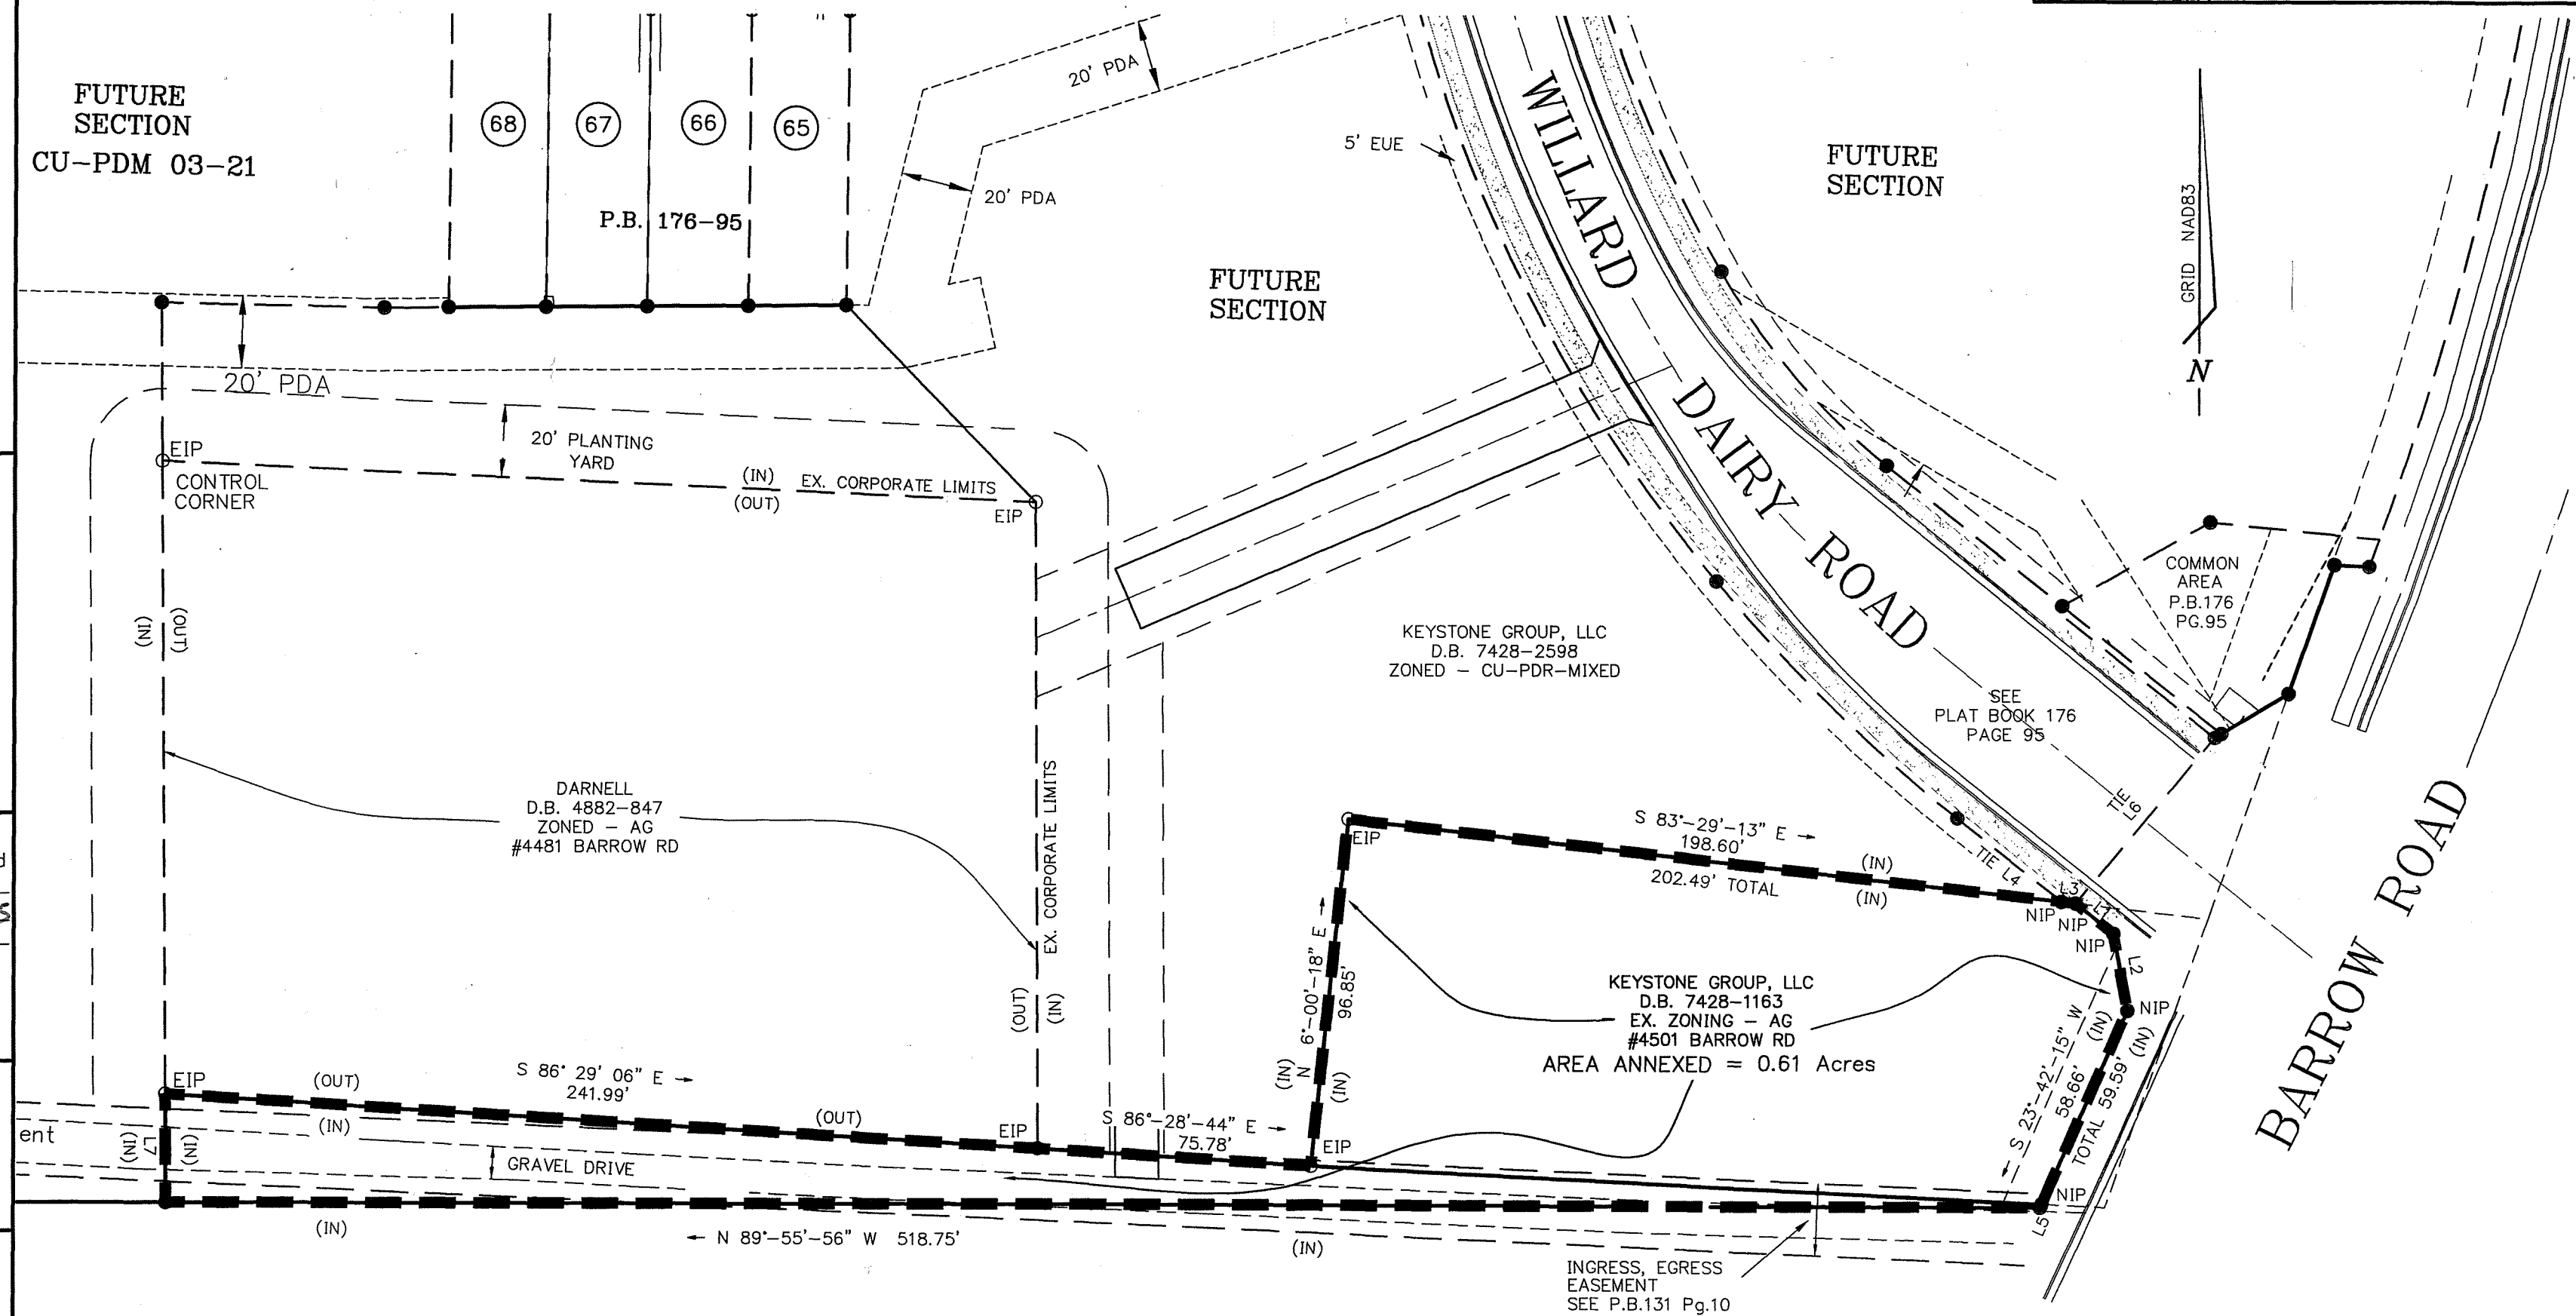 FUTURE
SECTION
CU-PDM 03-21
68
67
66
65
P.B. 176-95
20' PDA
20' PDA
20' PDA
5' EUE
FUTURE
SECTION
FUTURE
SECTION
GRID NAD83
N
WILLARD
DAIRY ROAD
BARROW ROAD
EIP
CONTROL
CORNER
20' PLANTING
YARD
(IN) EX. CORPORATE LIMITS
(OUT)
EIP
(OUT)
(IN)
COMMON
AREA
P.B.176
PG.95
KEYSTONE GROUP, LLC
D.B. 7428-2598
ZONED - CU-PDR-MIXED
SEE
PLAT BOOK 176
PAGE 95
DARNELL
D.B. 4882-847
ZONED - AG
#4481 BARROW RD
EX. CORPORATE LIMITS
(OUT)
(IN)
TIE
L6
EIP
S 83°-29'-13" E
198.60'
(IN)
202.49' TOTAL
(IN)
TIE L4
L3
L1
NIP
NIP
NIP
L2
NIP
(IN)
(IN)
N 6°-00'-18" E
96.85'
(IN)
(IN)
KEYSTONE GROUP, LLC
D.B. 7428-1163
EX. ZONING - AG
#4501 BARROW RD
AREA ANNEXED = 0.61 Acres
S 23°-42'-15" W
58.66'
TOTAL 59.59'
EIP
(OUT)
(IN)
S 86° 29' 06" E
241.99'
(OUT)
EIP
S 86°-28'-44" E
75.78'
EIP
ent
L7
(IN)
(IN)
GRAVEL DRIVE
NIP
L5
(IN)
N 89°-55'-56" W 518.75'
(IN)
INGRESS, EGRESS
EASEMENT
SEE P.B.131 Pg.10